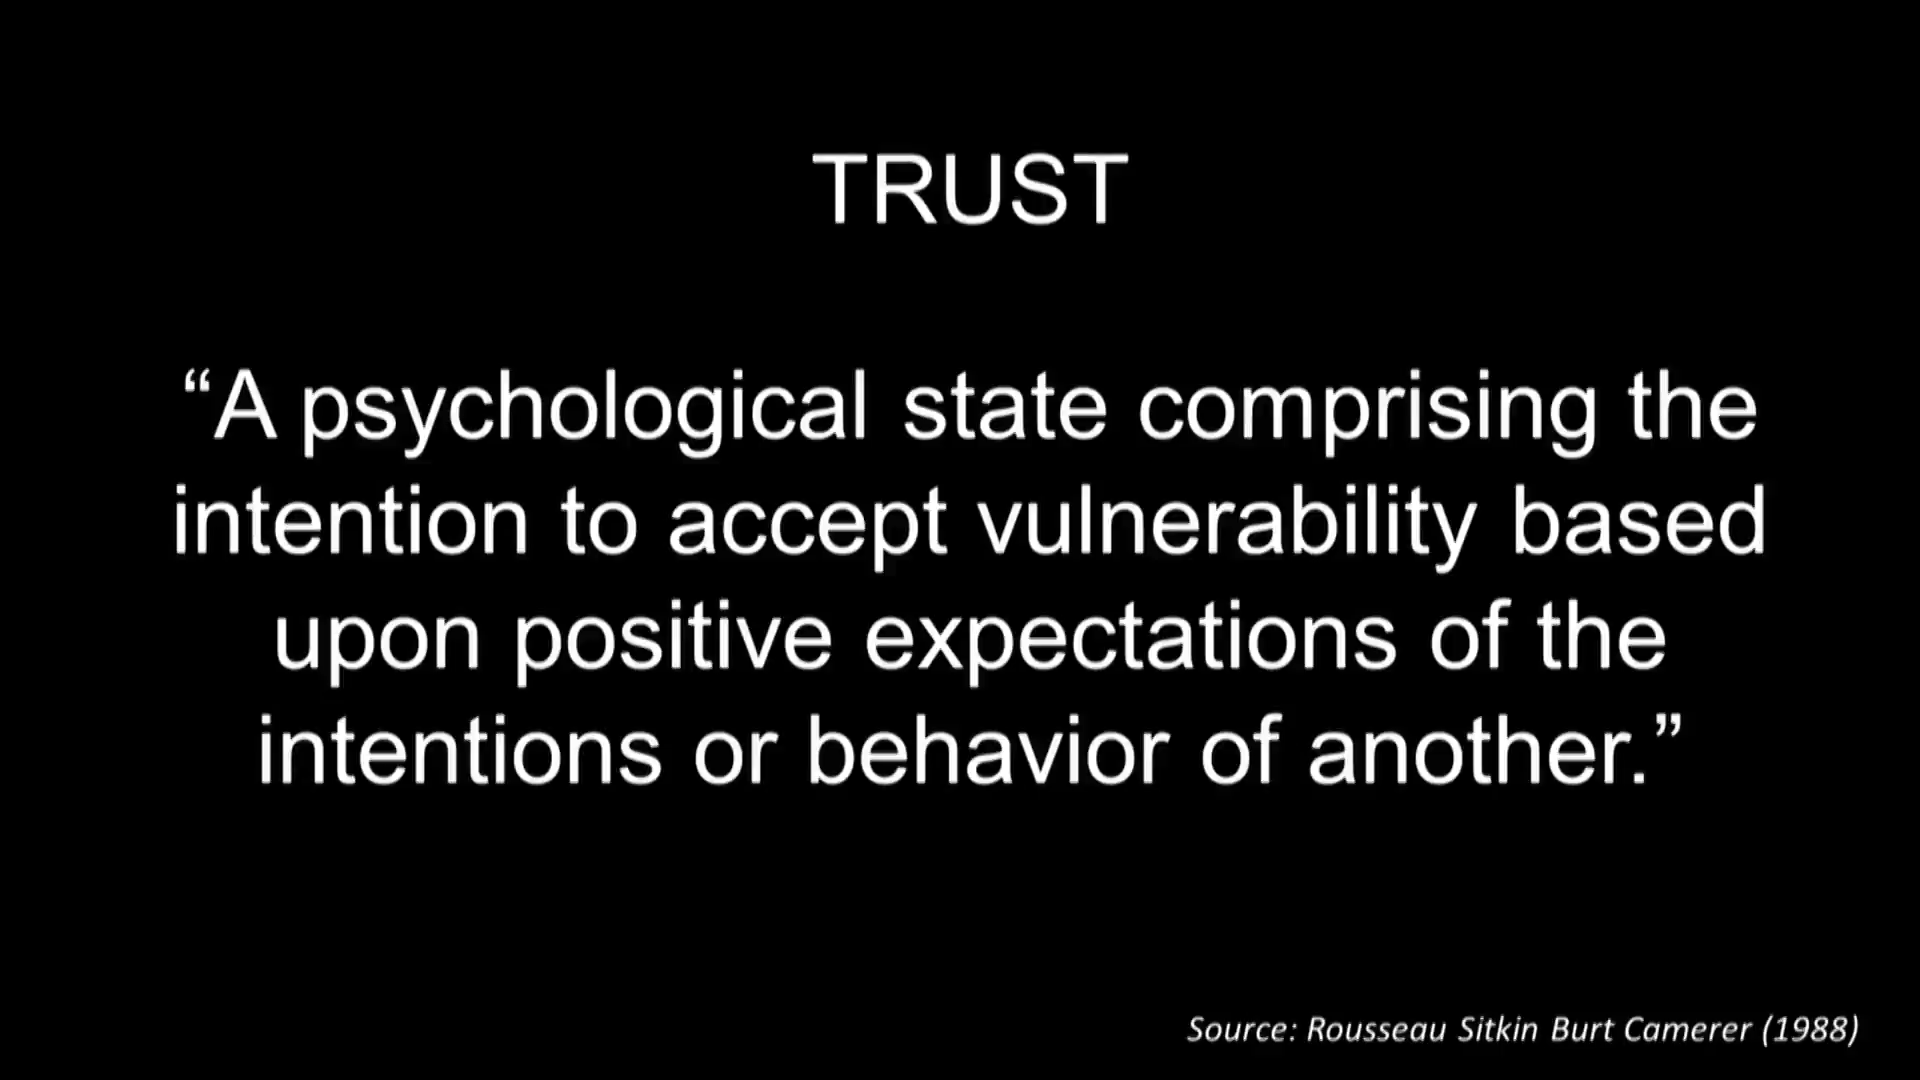 TRUST
“A psychological state comprising the
intention to accept vulnerability based
upon positive expectations of the
intentions or behavior of another.”
Source: Rousseau Sitkin Burt Camerer (1988)